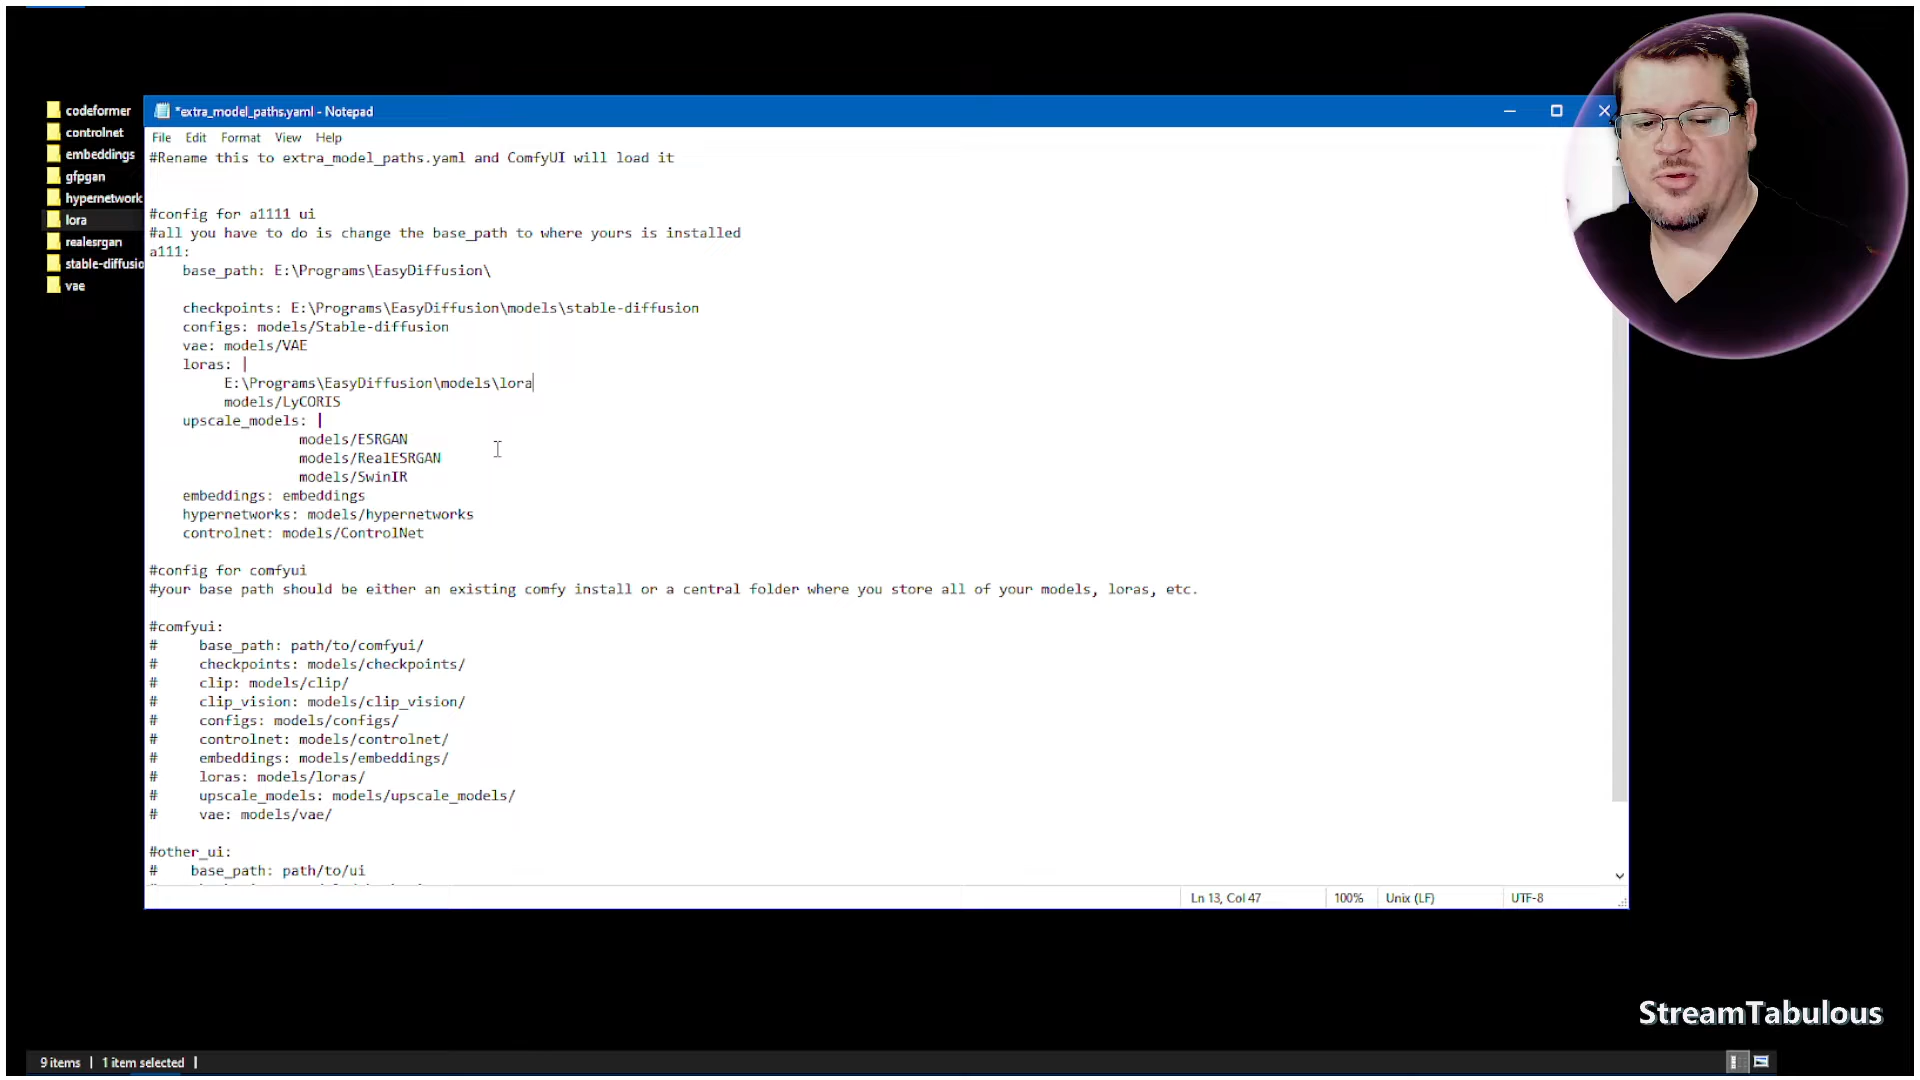 codeformer
controlnet
embeddings
gfpgan
hypernetwork
lora
realesrgan
stable-diffusio
vae
*extra_model_paths.yaml - Notepad
File Edit Format View Help
#Rename this to extra_model_paths.yaml and ComfyUI will load it
#config for a1111 ui
#all you have to do is change the base_path to where yours is installed
a111:
base_path: E:\Programs\EasyDiffusion\
checkpoints: E:\Programs\EasyDiffusion\models\stable-diffusion
configs: models/Stable-diffusion
vae: models/VAE
loras: |
E:\Programs\EasyDiffusion\models\lora
models/LyCORIS
upscale_models: |
models/ESRGAN
models/RealESRGAN
models/SwinIR
embeddings: embeddings
hypernetworks: models/hypernetworks
controlnet: models/ControlNet
#config for comfyui
#your base path should be either an existing comfy install or a central folder where you store all of your models, loras, etc.
#comfyui:
# base_path: path/to/comfyui/
# checkpoints: models/checkpoints/
# clip: models/clip/
# clip_vision: models/clip_vision/
# configs: models/configs/
# controlnet: models/controlnet/
# embeddings: models/embeddings/
# loras: models/loras/
# upscale_models: models/upscale_models/
# vae: models/vae/
#other_ui:
# base_path: path/to/ui
Ln 13, Col 47 100% Unix (LF) UTF-8
StreamTabulous
9 items | 1 item selected |